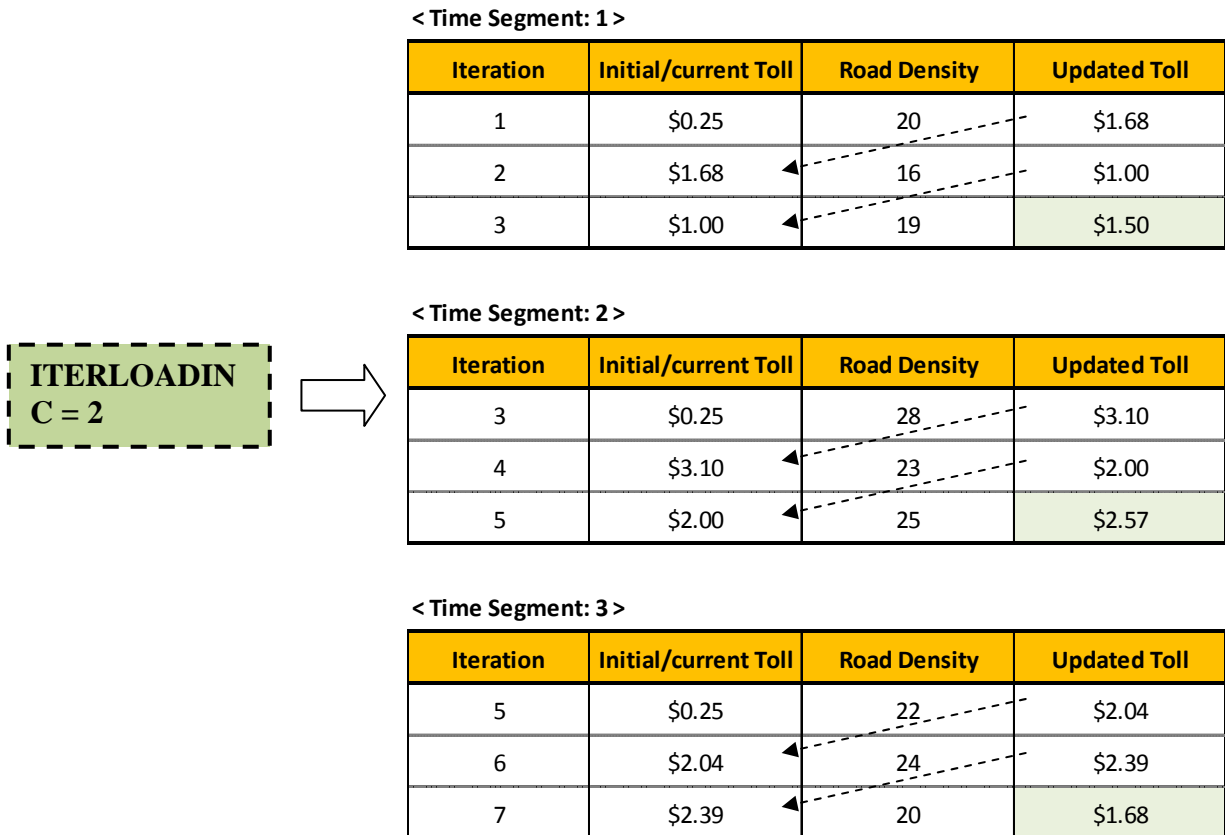 < Time Segment: 1 >
Iteration Initial/current Toll Road Density Updated Toll
1 $0.25 20 $1.68
2 $1.68 16 $1.00
3 $1.00 19 $1.50
ITERLOADIN
C = 2
< Time Segment: 2 >
Iteration Initial/current Toll Road Density Updated Toll
3 $0.25 28 $3.10
4 $3.10 23 $2.00
5 $2.00 25 $2.57
< Time Segment: 3 >
Iteration Initial/current Toll Road Density Updated Toll
5 $0.25 22 $2.04
6 $2.04 24 $2.39
7 $2.39 20 $1.68